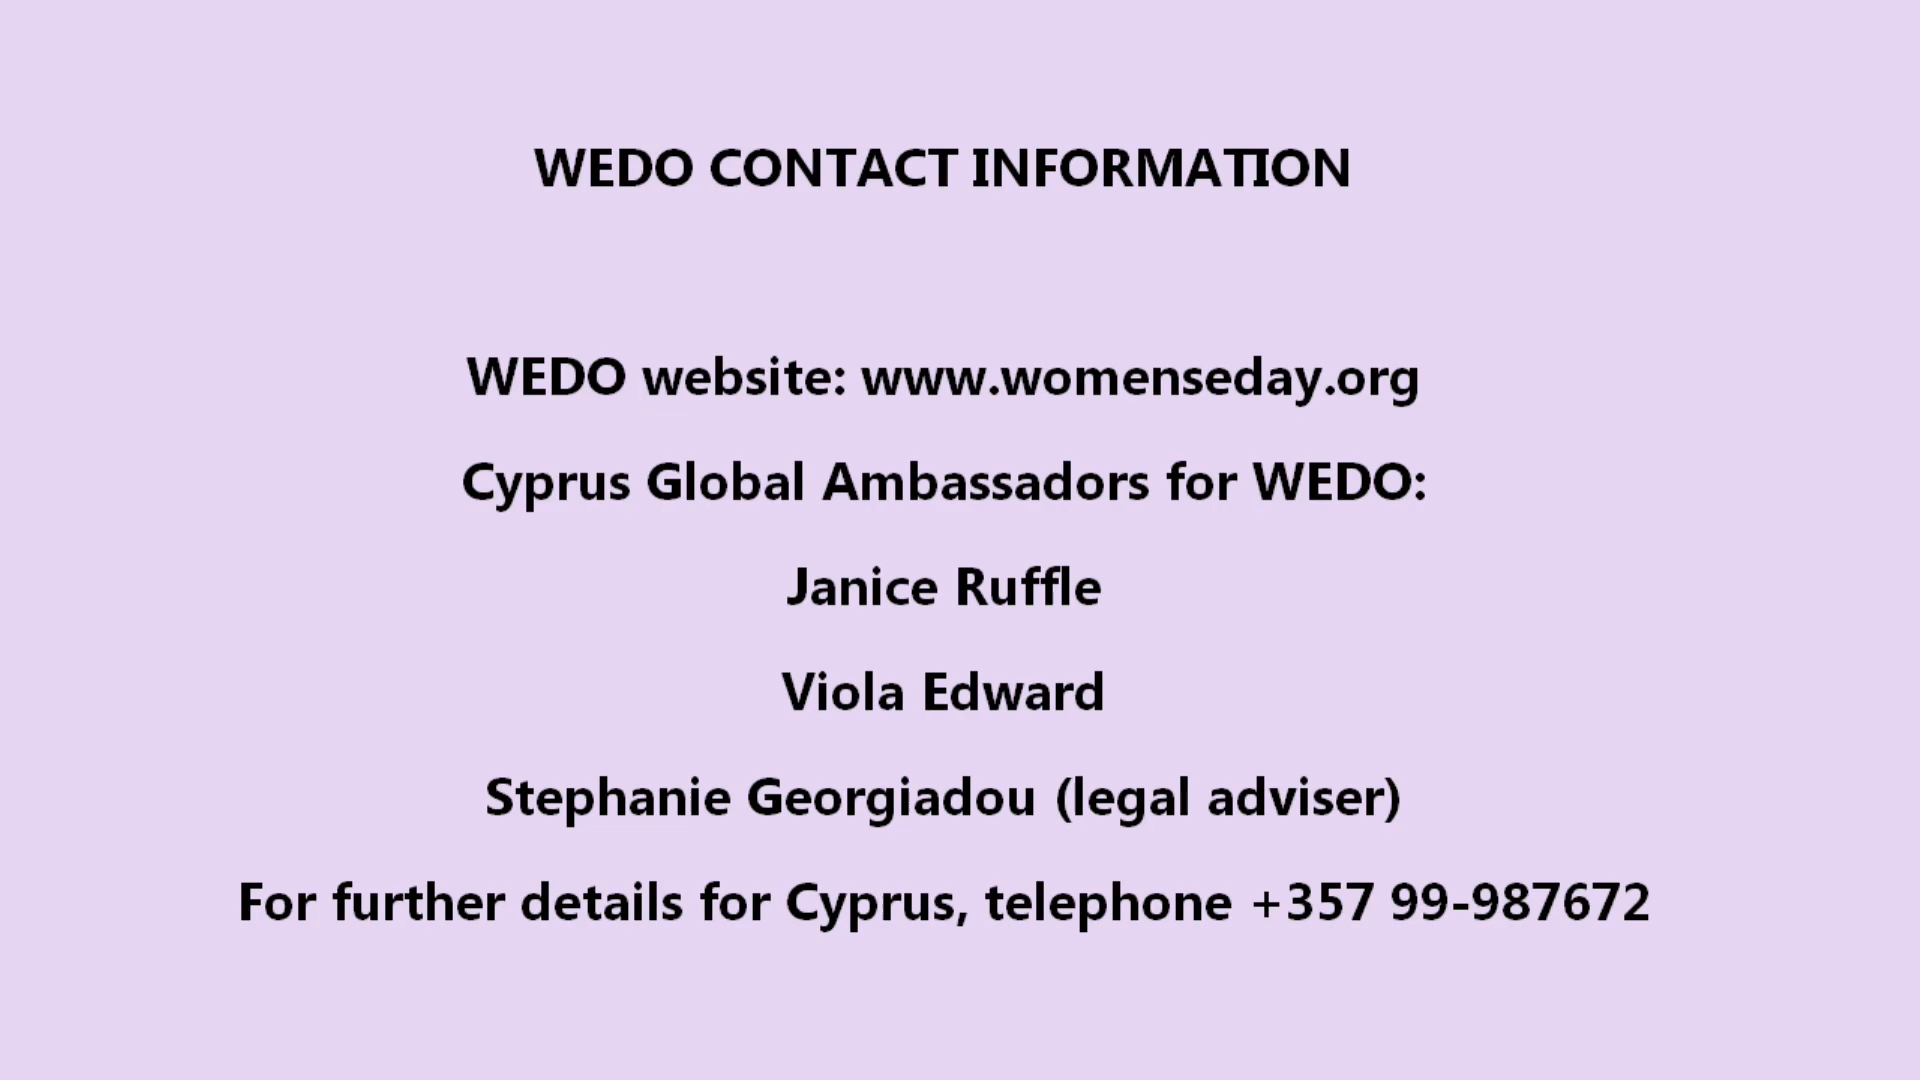 WEDO CONTACT INFORMATION
WEDO website: www.womenseday.org
Cyprus Global Ambassadors for WEDO:
Janice Ruffle
Viola Edward
Stephanie Georgiadou (legal adviser)
For further details for Cyprus, telephone +357 99-987672